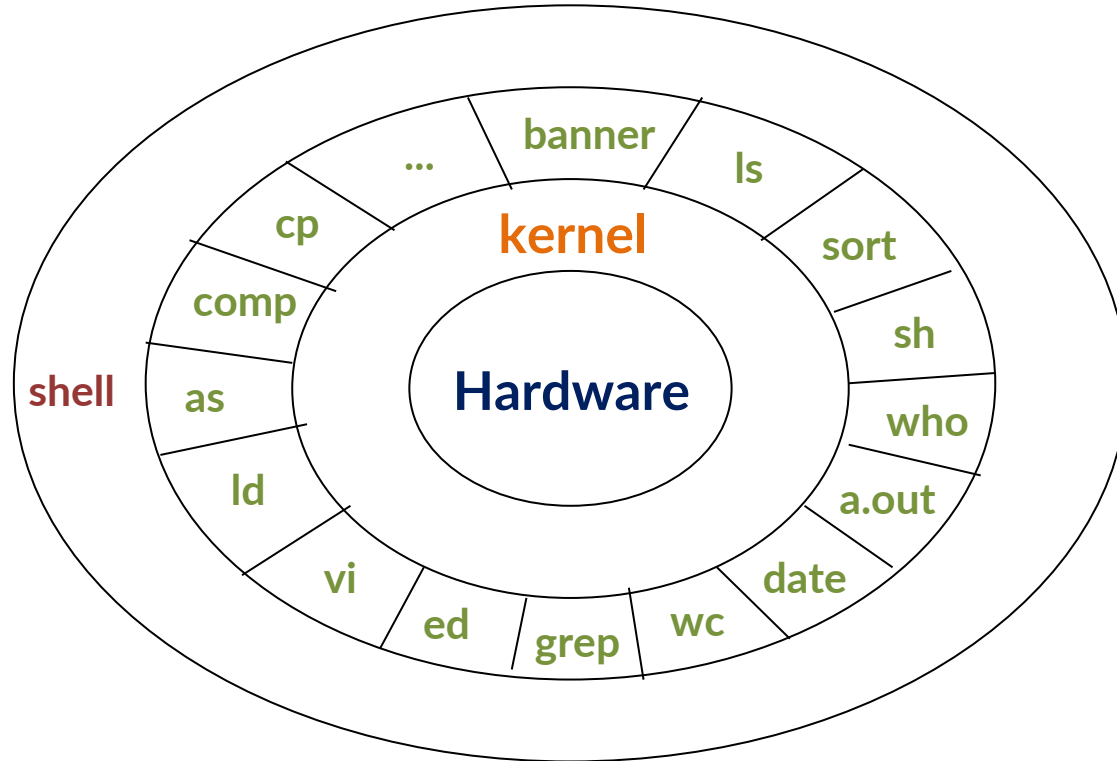 banner
...
ls
cp
kernel
sort
comp
sh
shell
as
Hardware
who
ld
a.out
vi
date
ed
grep
wc